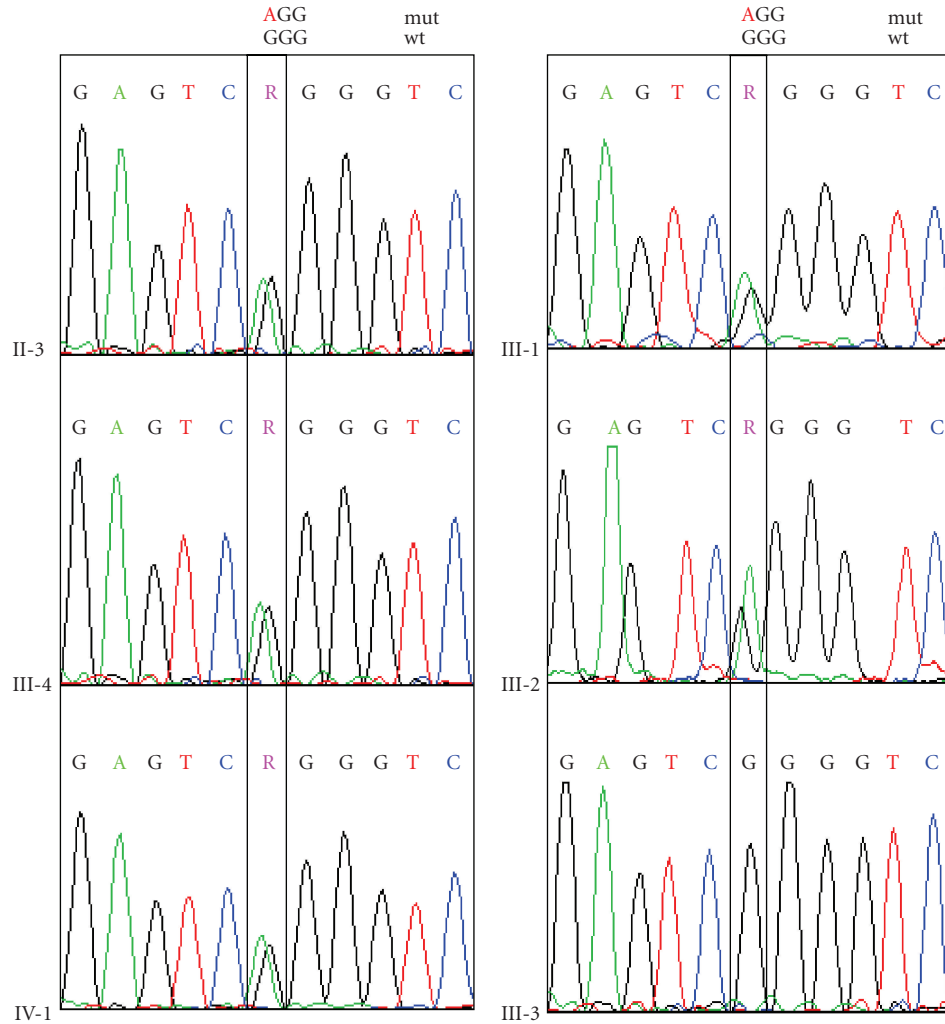 AGG mut
GGG wt
G A G T C R G G G T C
II-3
G A G T C R G G G T C
III-4
G A G T C R G G G T C
IV-1
AGG mut
GGG wt
G A G T C R G G G T C
III-1
G A G T C R G G G T C
III-2
G A G T C G G G G T C
III-3